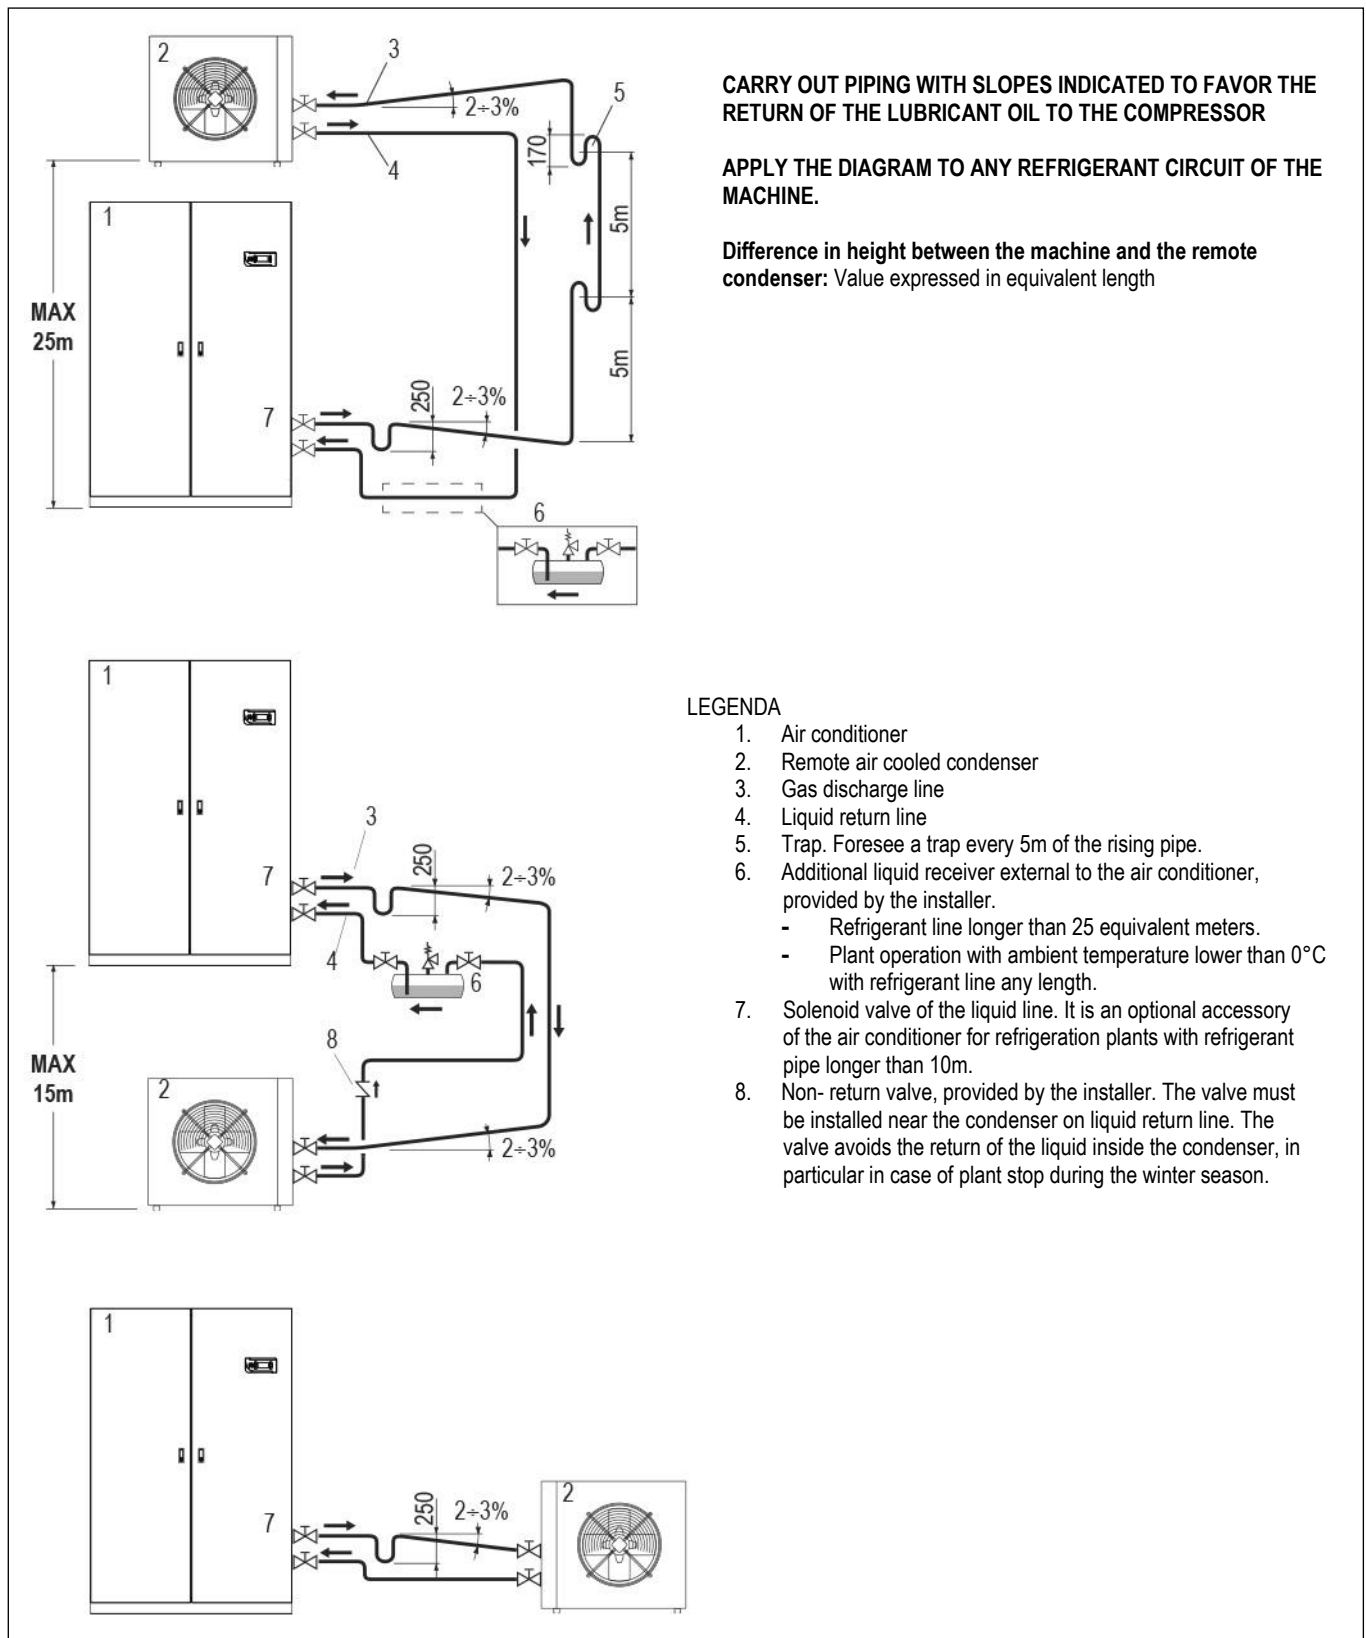 2
3
2÷3%
5
CARRY OUT PIPING WITH SLOPES INDICATED TO FAVOR THE
RETURN OF THE LUBRICANT OIL TO THE COMPRESSOR
170
4
APPLY THE DIAGRAM TO ANY REFRIGERANT CIRCUIT OF THE
MACHINE.
1
5m
Difference in height between the machine and the remote
condenser: Value expressed in equivalent length
MAX
25m
5m
250
2÷3%
7
6
1
LEGENDA
1. Air conditioner
2. Remote air cooled condenser
3. Gas discharge line
4. Liquid return line
5. Trap. Foresee a trap every 5m of the rising pipe.
6. Additional liquid receiver external to the air conditioner,
provided by the installer.
- Refrigerant line longer than 25 equivalent meters.
- Plant operation with ambient temperature lower than 0°C
with refrigerant line any length.
7. Solenoid valve of the liquid line. It is an optional accessory
of the air conditioner for refrigeration plants with refrigerant
pipe longer than 10m.
8. Non- return valve, provided by the installer. The valve must
be installed near the condenser on liquid return line. The
valve avoids the return of the liquid inside the condenser, in
particular in case of plant stop during the winter season.
3
250
7
2÷3%
4
6
8
MAX
15m
2
2÷3%
1
2
250
2÷3%
7